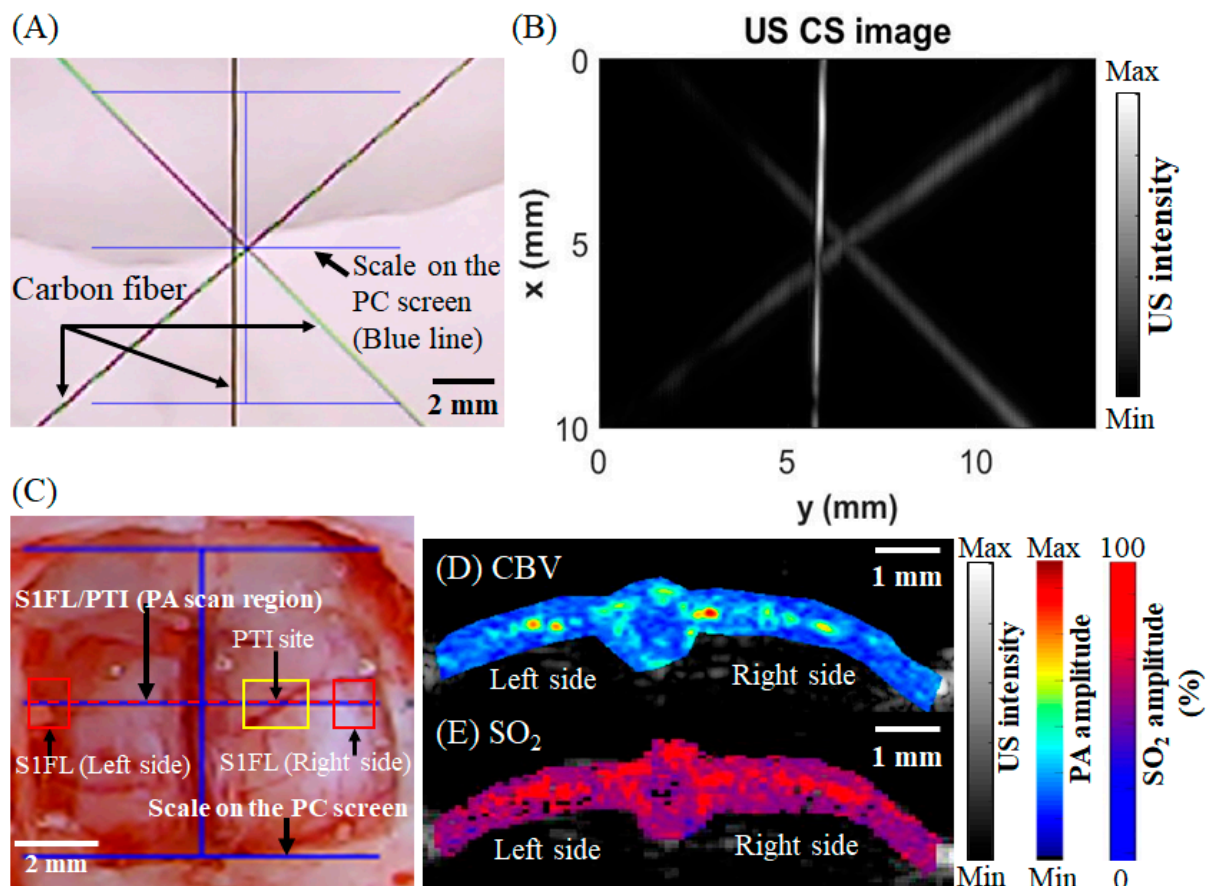 (A)
Carbon fiber
Scale on the
PC screen
(Blue line)
2 mm
(B)
US CS image
0
5
10
x (mm)
0
5
10
y (mm)
Max
US intensity
Min
(C)
S1FL/PTI (PA scan region)
PTI site
S1FL (Left side)
S1FL (Right side)
Scale on the PC screen
2 mm
(D) CBV
1 mm
Left side
Right side
(E) SO₂
1 mm
Left side
Right side
Max
US intensity
Min
Max
PA amplitude
Min
100
SO₂ amplitude
(%)
0